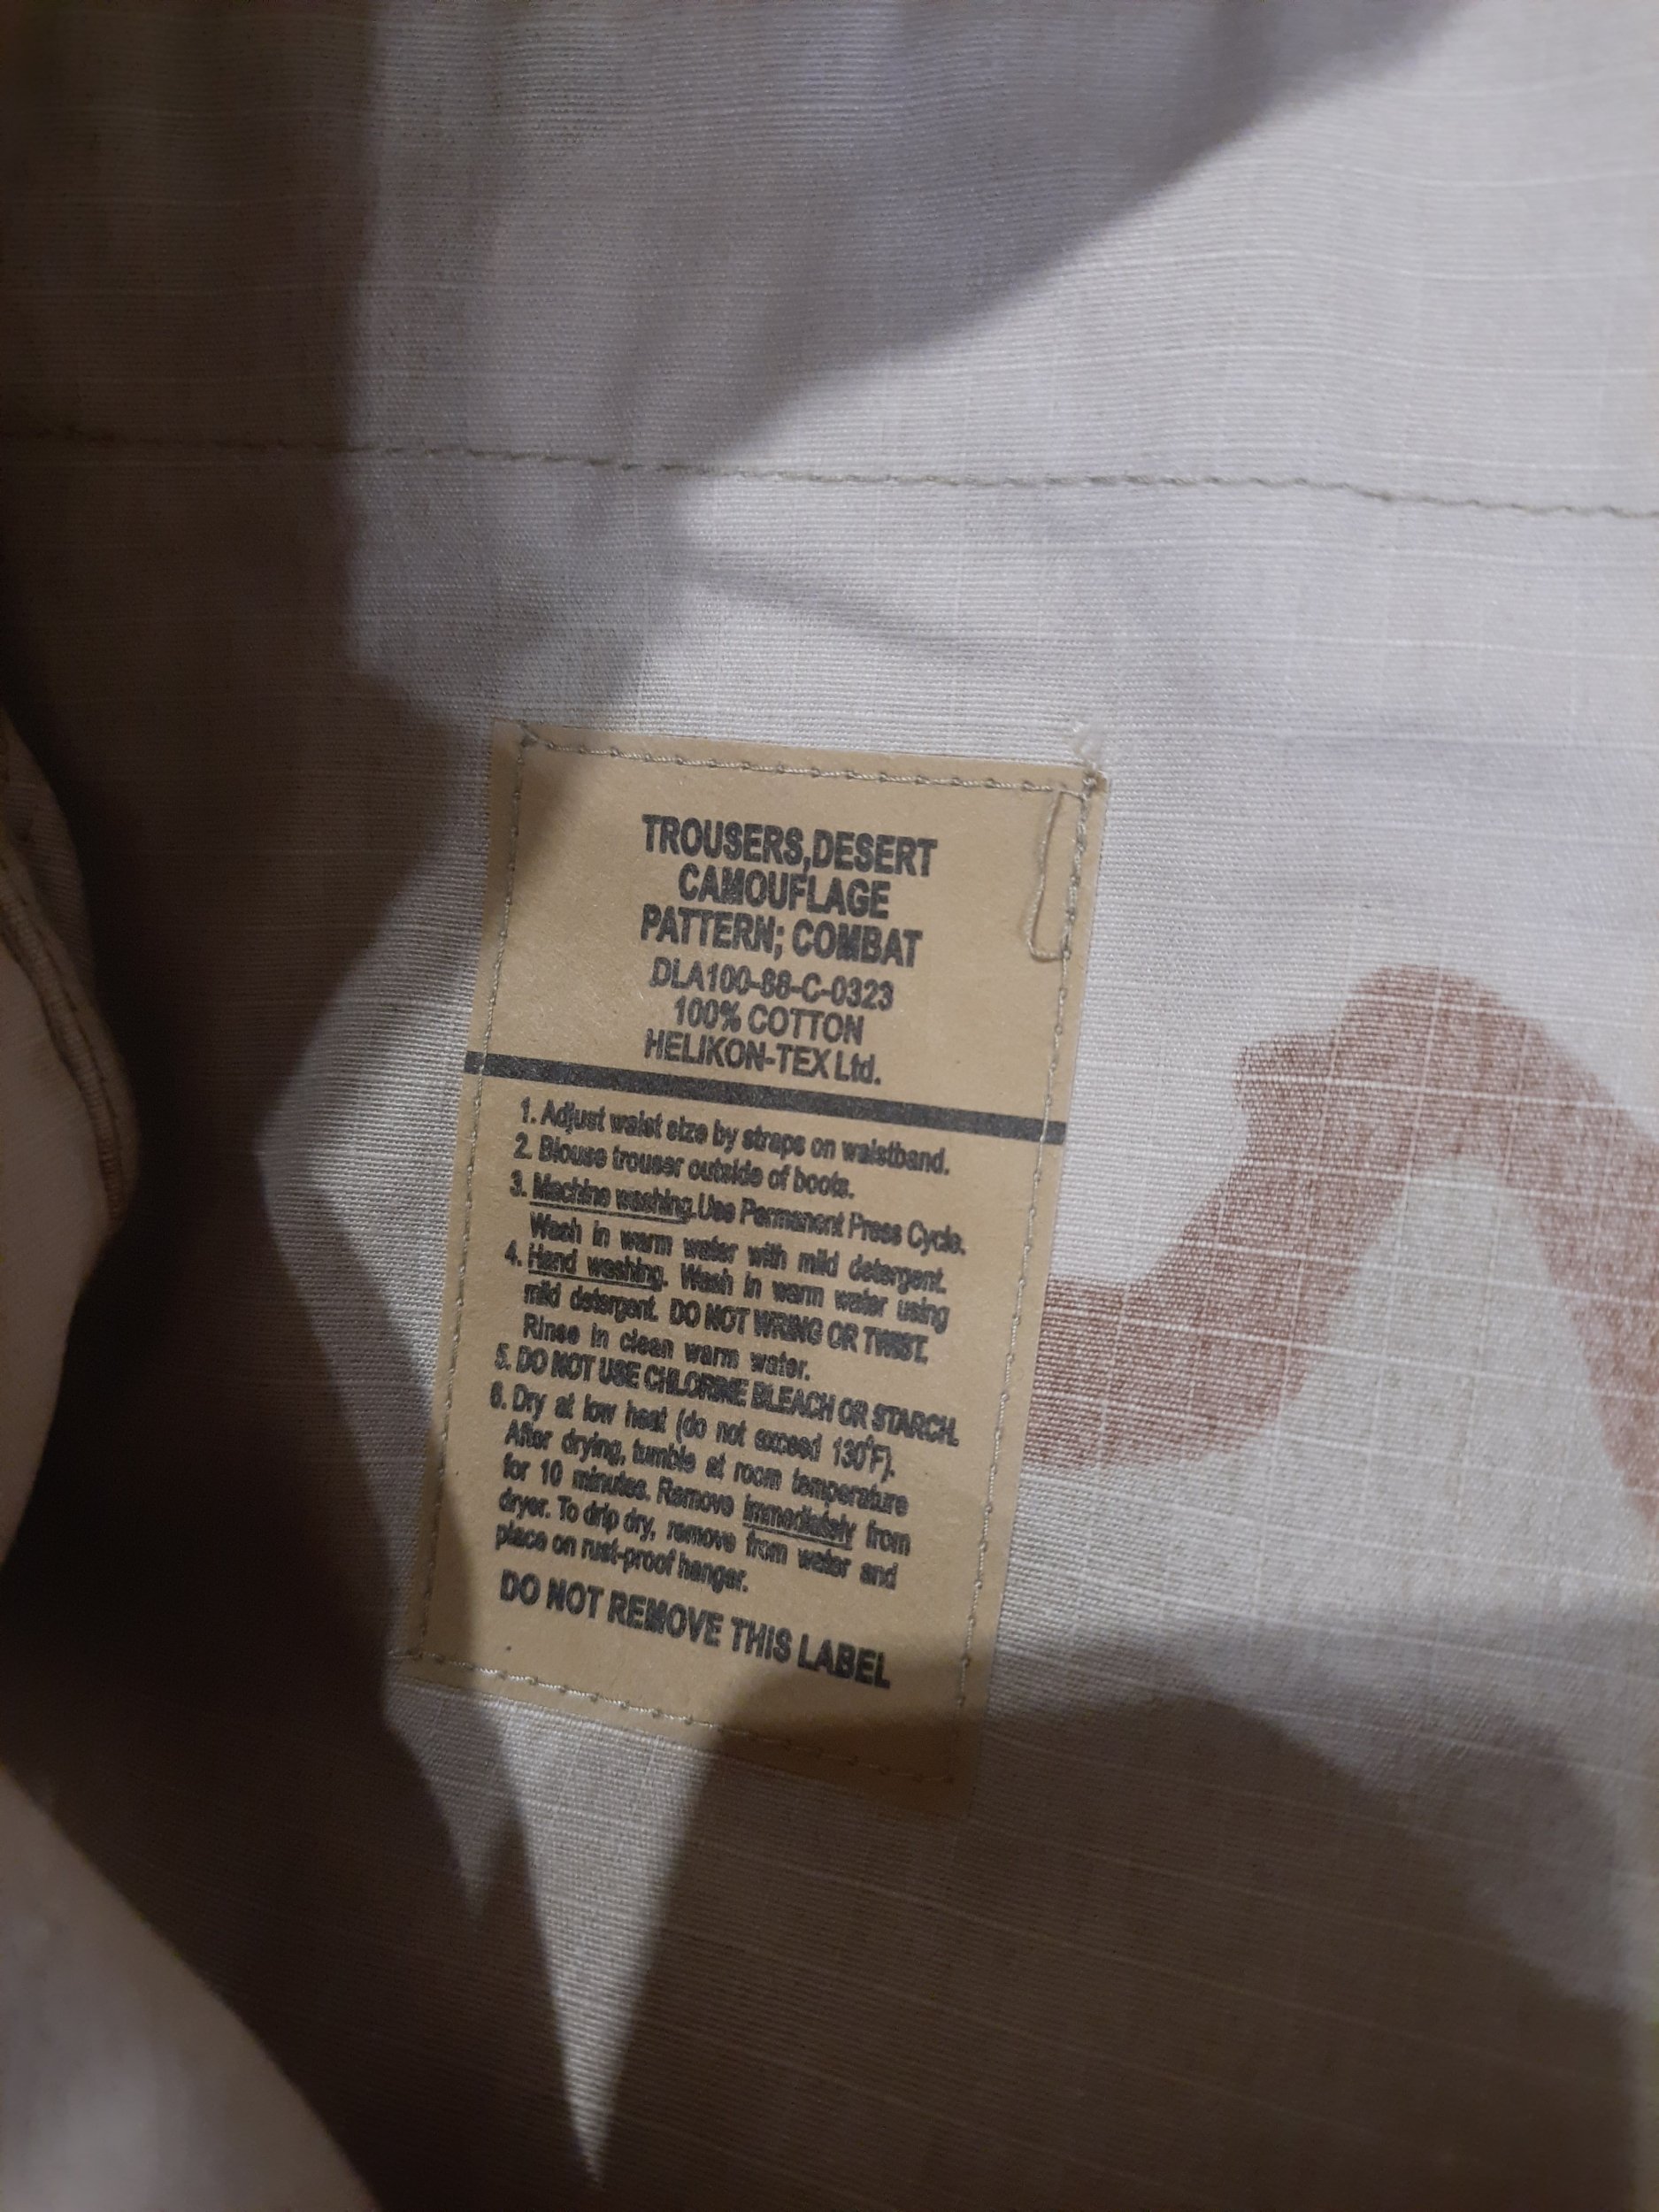 TROUSERS,DESERT
CAMOUFLAGE
PATTERN; COMBAT
DLA100-88-C-0323
100% COTTON
HELIKON-TEX Ltd.
1. Adjust waist size by straps on waistband.
2. Blouse trouser outside of boots.
3. Machine washing.Use Permanent Press Cycle.
Wash in warm water with mild detergent.
4. Hand washing. Wash in warm water using
mild detergent. DO NOT WRING OR TWIST.
Rinse in clean warm water.
5. DO NOT USE CHLORINE BLEACH OR STARCH.
6. Dry at low heat (do not exceed 130°F).
After drying, tumble at room temperature
for 10 minutes. Remove immediately from
dryer. To drip dry, remove from water and
place on rust-proof hanger.
DO NOT REMOVE THIS LABEL